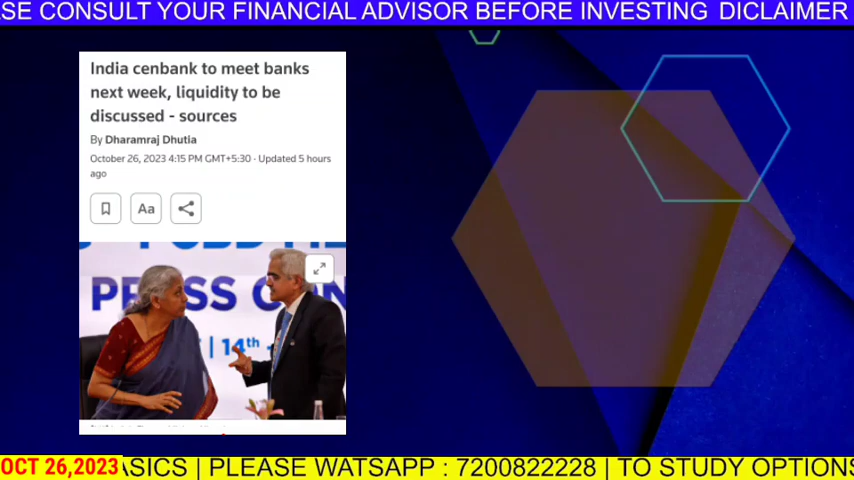 SE CONSULT YOUR FINANCIAL ADVISOR BEFORE INVESTING DICLAIMER
India cenbank to meet banks
next week, liquidity to be
discussed - sources
By Dharamraj Dhutia
October 26, 2023 4:15 PM GMT+5:30 · Updated 5 hours
ago
Aa
PRESS CON
14th
OCT 26,2023
ASICS | PLEASE WATSAPP : 7200822228 | TO STUDY OPTIONS